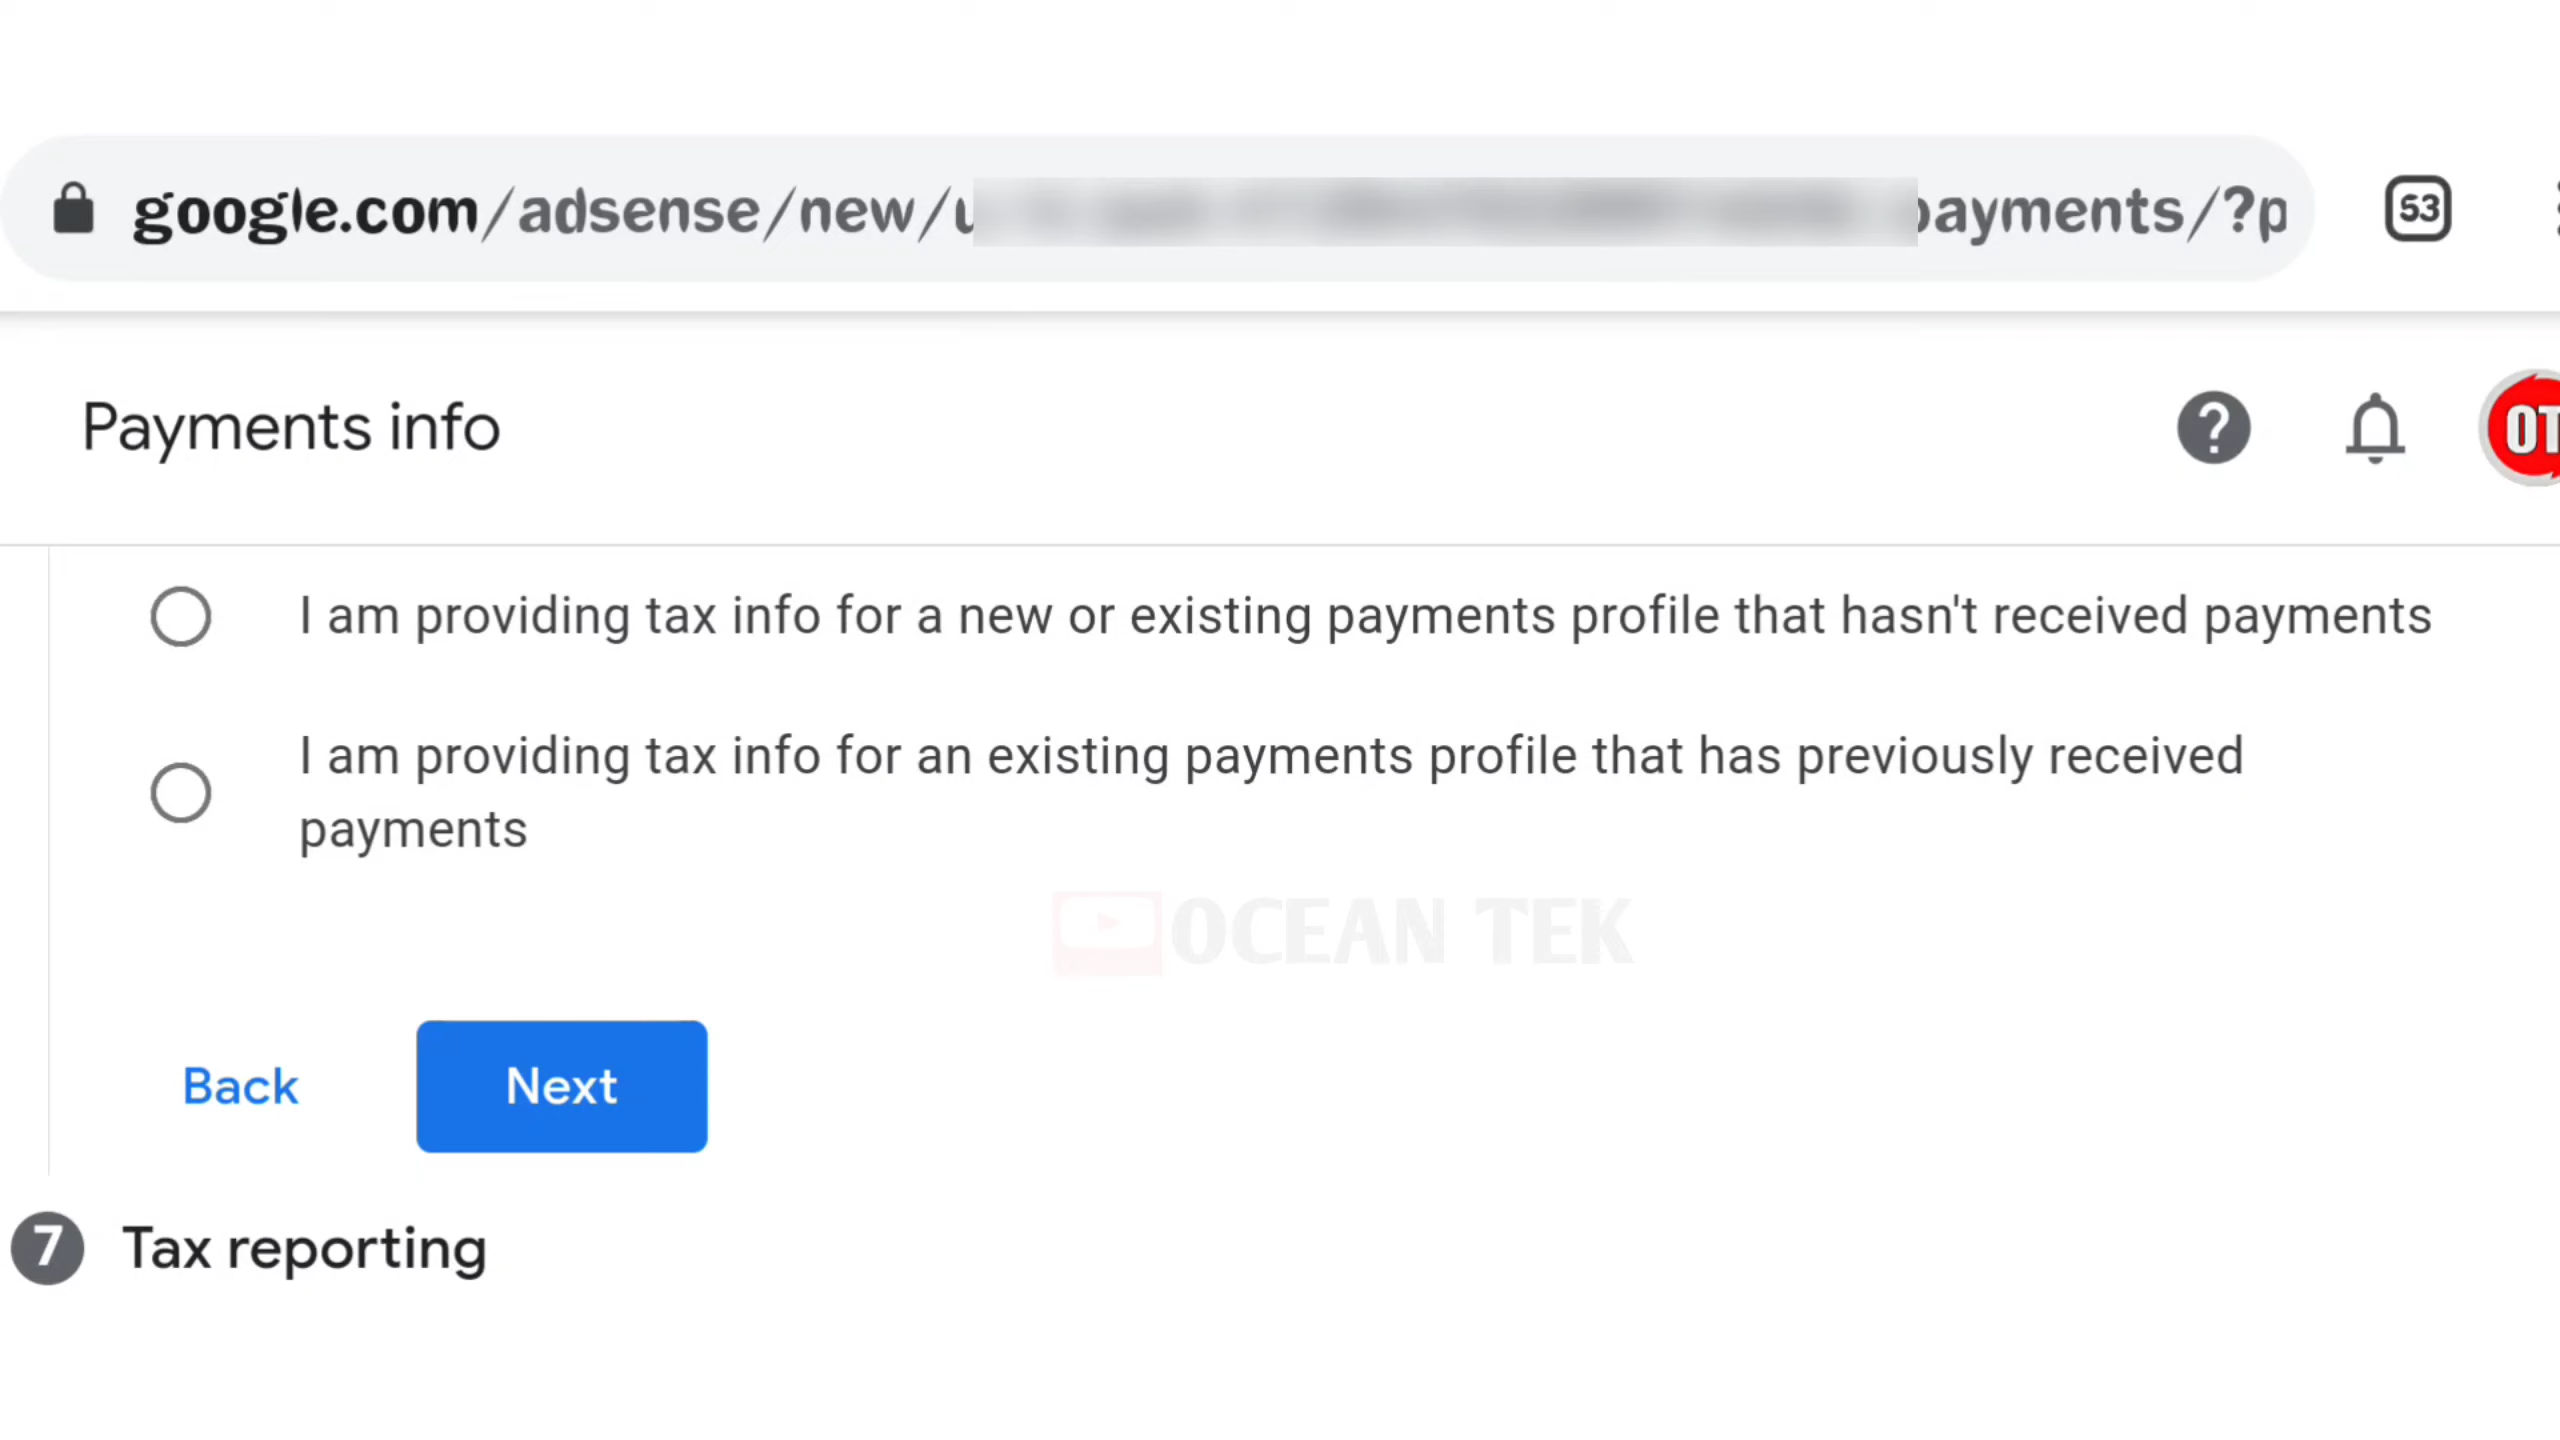 google.com/adsense/new/u payments/?p
53
Payments info
?
OT
I am providing tax info for a new or existing payments profile that hasn't received payments
I am providing tax info for an existing payments profile that has previously received
payments
OCEAN TEK
Back
Next
7 Tax reporting